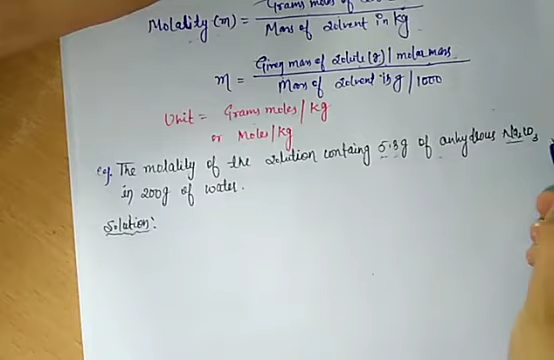 Molality (m) = Grams moles of
Mass of solvent in kg
m = Given mass of solute (g) / molar mass
Mass of solvent in g / 1000
Unit = Grams moles / kg
or Moles / kg
eg. The molality of the solution containg 5.3g of anhydrous Na2CO3
in 200g of water.
Solution: